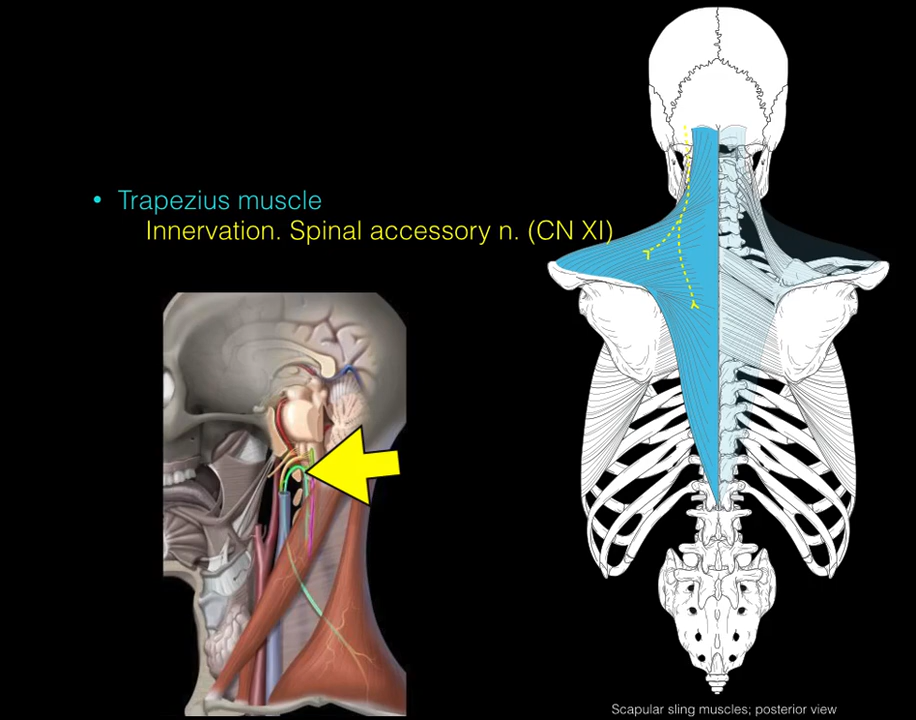 • Trapezius muscle
Innervation. Spinal accessory n. (CN XI)
Scapular sling muscles; posterior view